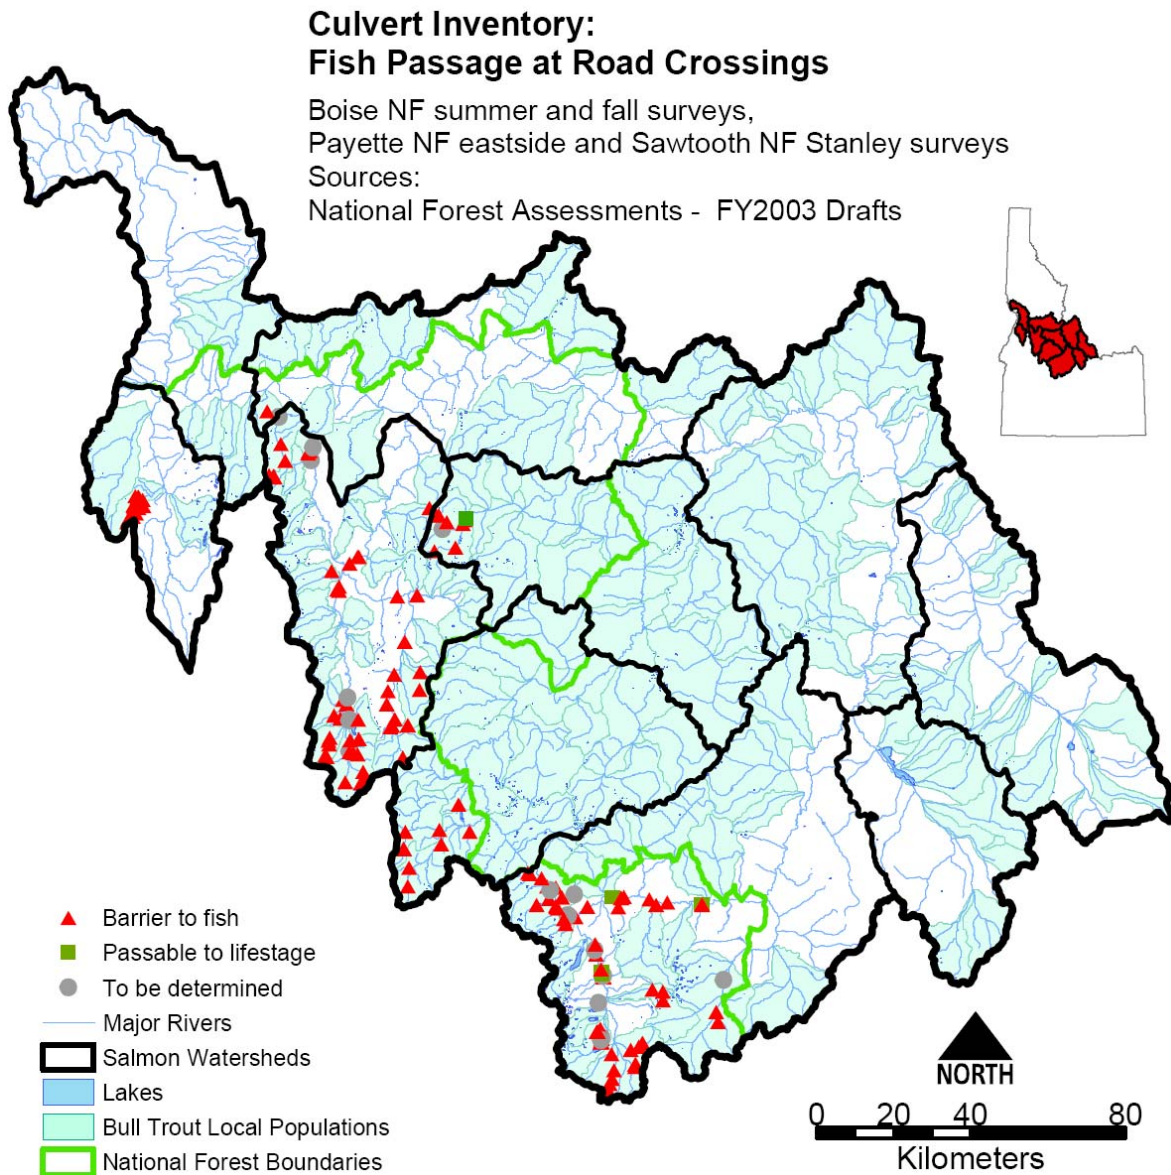 Culvert Inventory:
Fish Passage at Road Crossings
Boise NF summer and fall surveys,
Payette NF eastside and Sawtooth NF Stanley surveys
Sources:
National Forest Assessments - FY2003 Drafts
Barrier to fish
Passable to lifestage
To be determined
Major Rivers
Salmon Watersheds
Lakes
Bull Trout Local Populations
National Forest Boundaries
NORTH
0 20 40 80
Kilometers